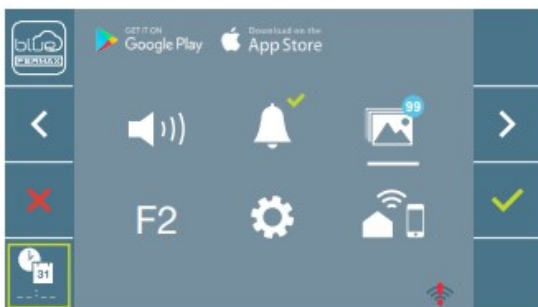 blue
FERMAX
GET IT ON
Google Play
Download on the
App Store
99
F2
31
--:--